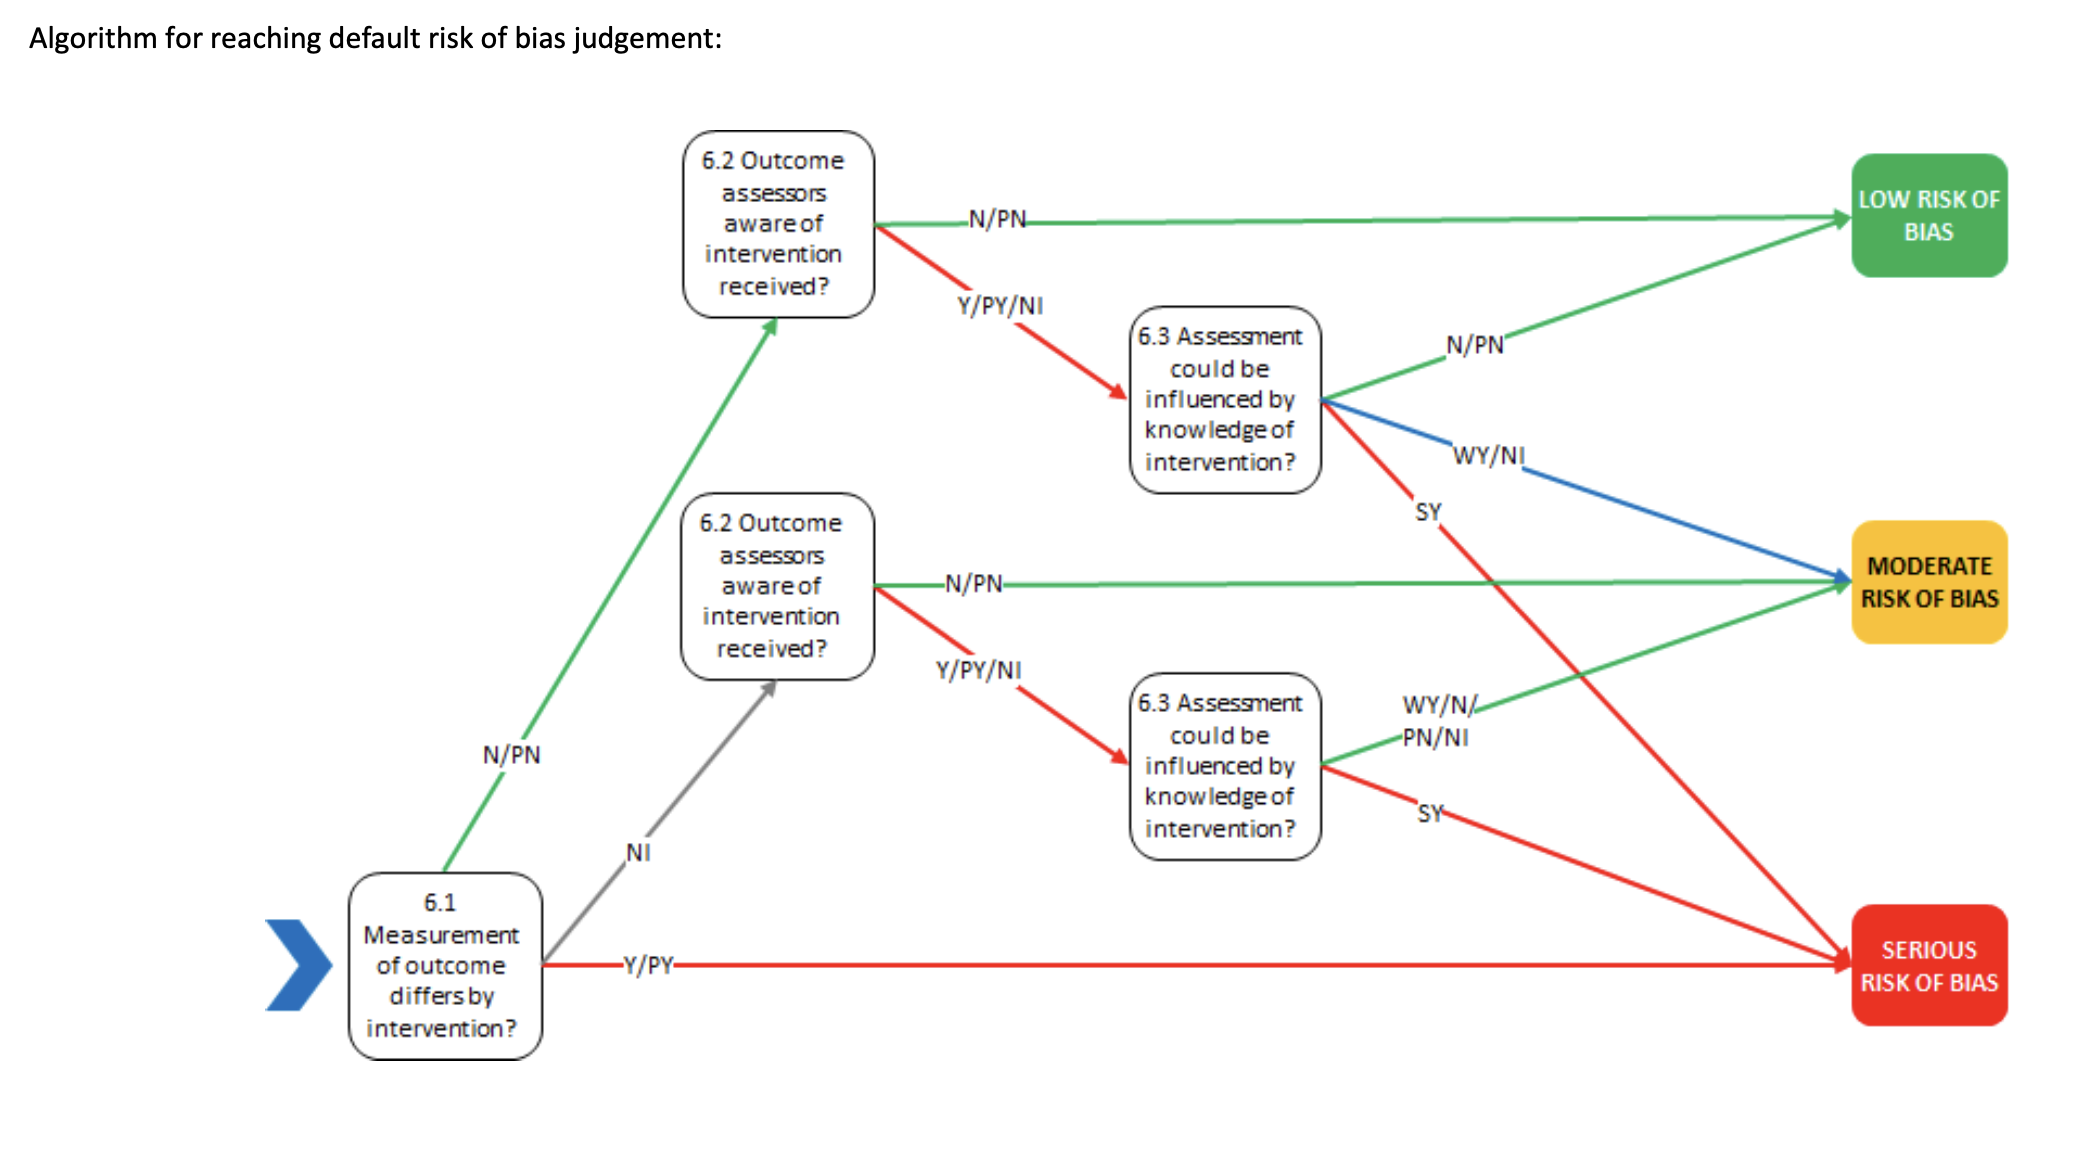 Algorithm for reaching default risk of bias judgement:
6.2 Outcome
assessors
aware of
intervention
received?
N/PN
Y/PY/NI
LOW RISK OF
BIAS
6.3 Assessment
could be
influenced by
knowledge of
intervention?
N/PN
WY/NI
SY
6.2 Outcome
assessors
aware of
intervention
received?
N/PN
Y/PY/NI
MODERATE
RISK OF BIAS
6.3 Assessment
could be
influenced by
knowledge of
intervention?
WY/N/
PN/NI
SY
N/PN
NI
6.1
Measurement
of outcome
differs by
intervention?
Y/PY
SERIOUS
RISK OF BIAS